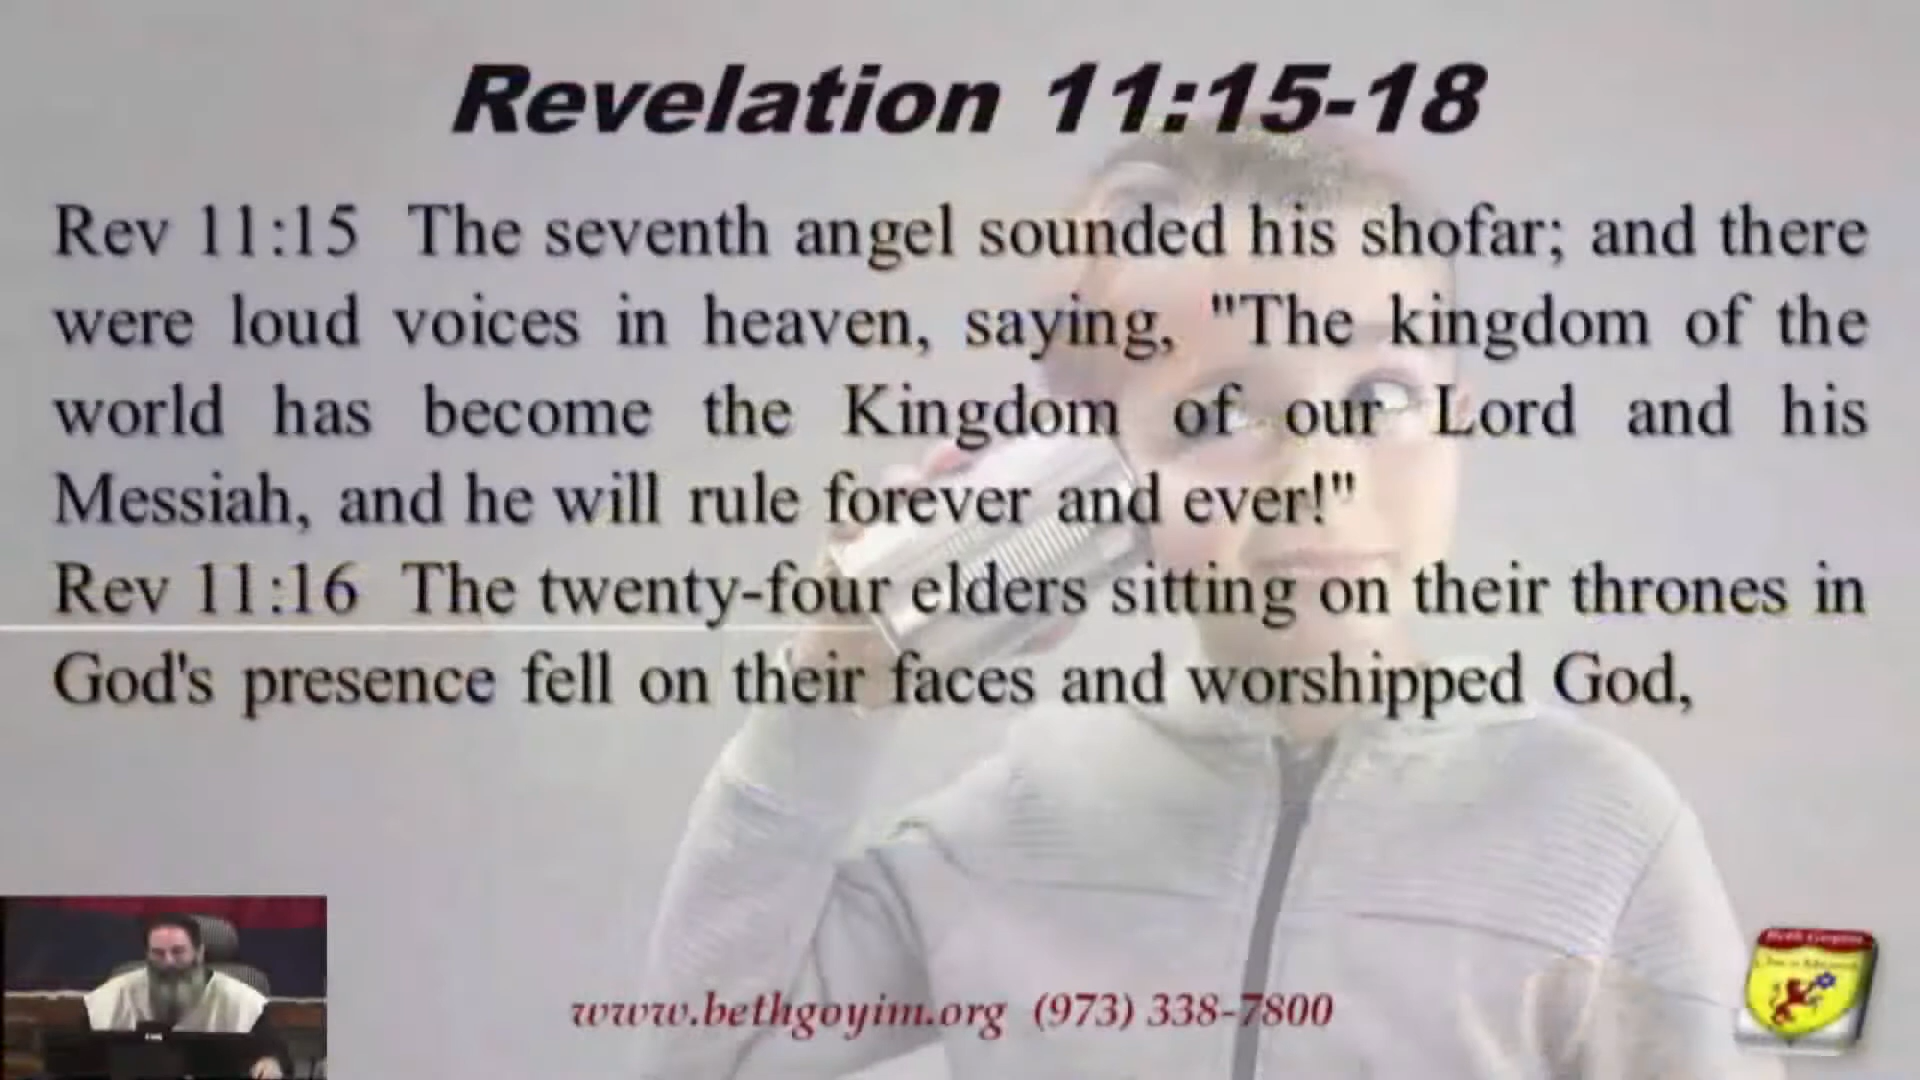 Revelation 11:15-18
Rev 11:15 The seventh angel sounded his shofar; and there
were loud voices in heaven, saying, "The kingdom of the
world has become the Kingdom of our Lord and his
Messiah, and he will rule forever and ever!"
Rev 11:16 The twenty-four elders sitting on their thrones in
God's presence fell on their faces and worshipped God,
www.bethgoyim.org (973) 338-7800
Beth Goyim